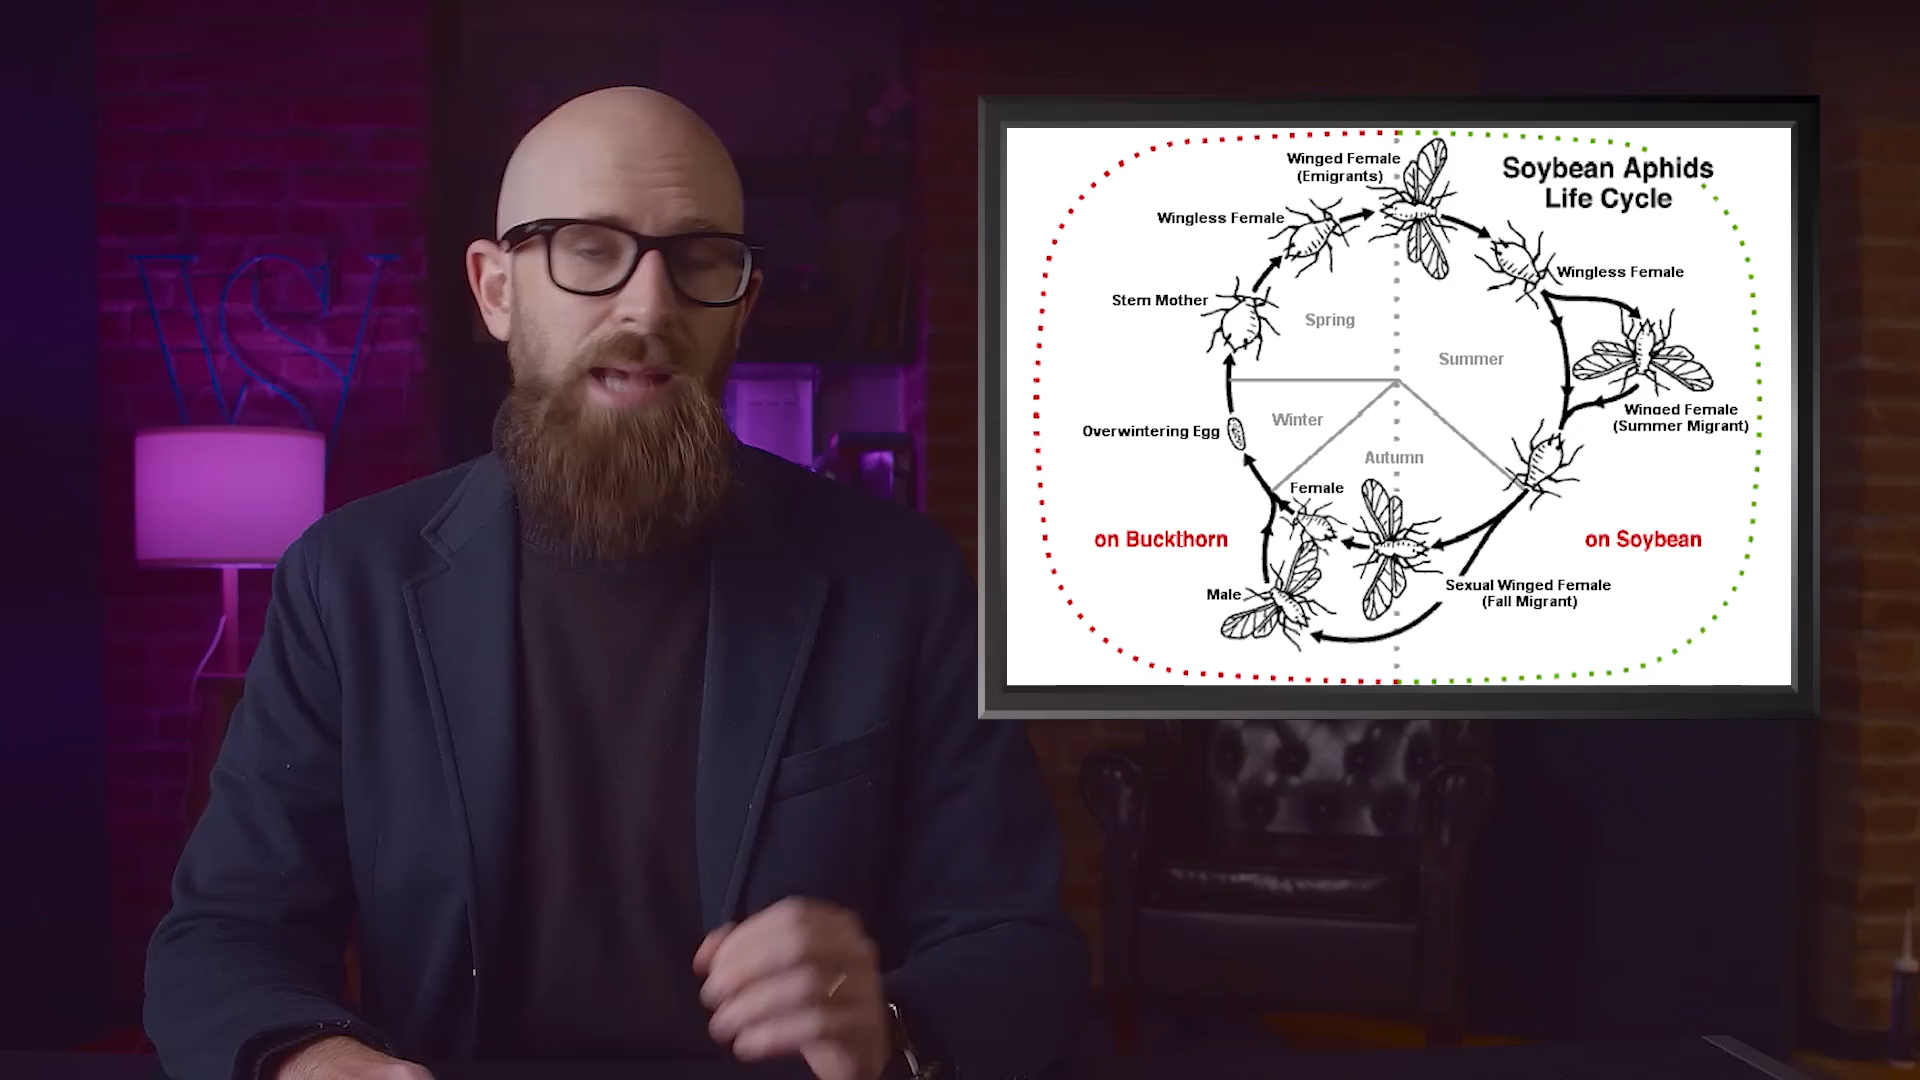 Soybean Aphids
Life Cycle
Winged Female
(Emigrants)
Wingless Female
Wingless Female
Stem Mother
Spring
Summer
Winged Female
(Summer Migrant)
Winter
Overwintering Egg
Autumn
Female
on Buckthorn
on Soybean
Male
Sexual Winged Female
(Fall Migrant)
VS